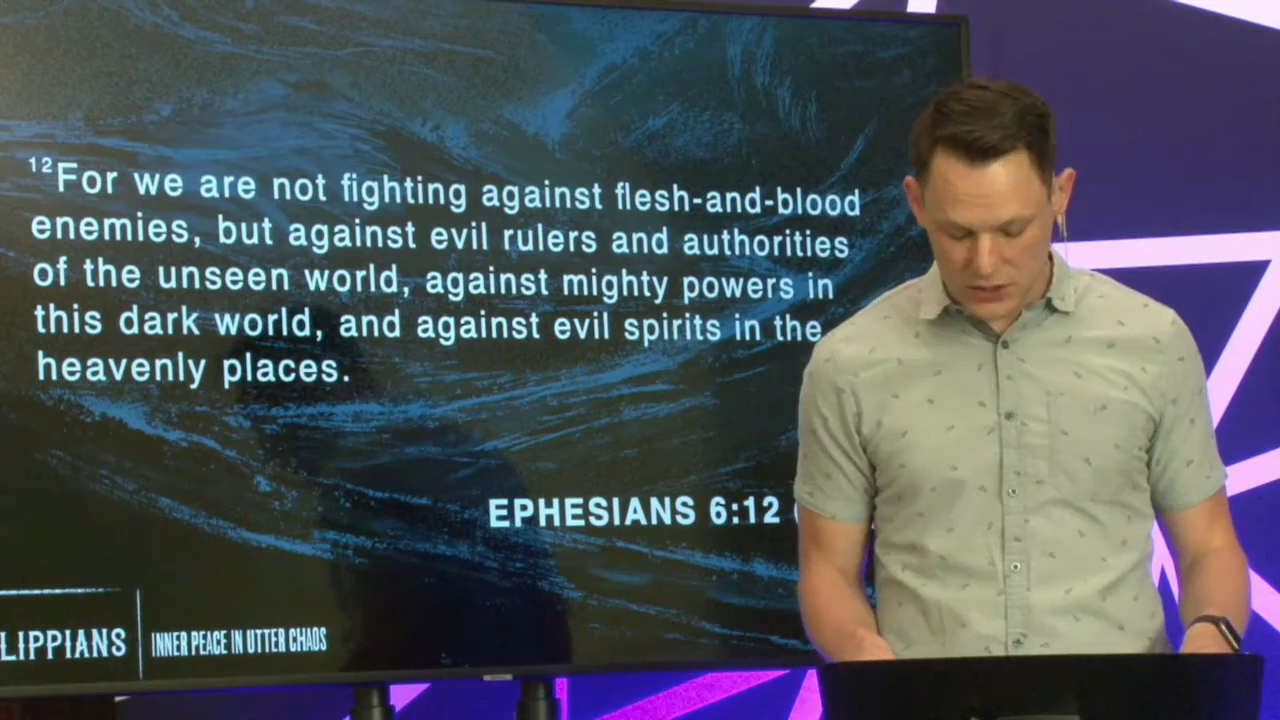 12For we are not fighting against flesh-and-blood
enemies, but against evil rulers and authorities
of the unseen world, against mighty powers in
this dark world, and against evil spirits in the
heavenly places.
EPHESIANS 6:12 (
LIPPIANS
INNER PEACE IN UTTER CHAOS